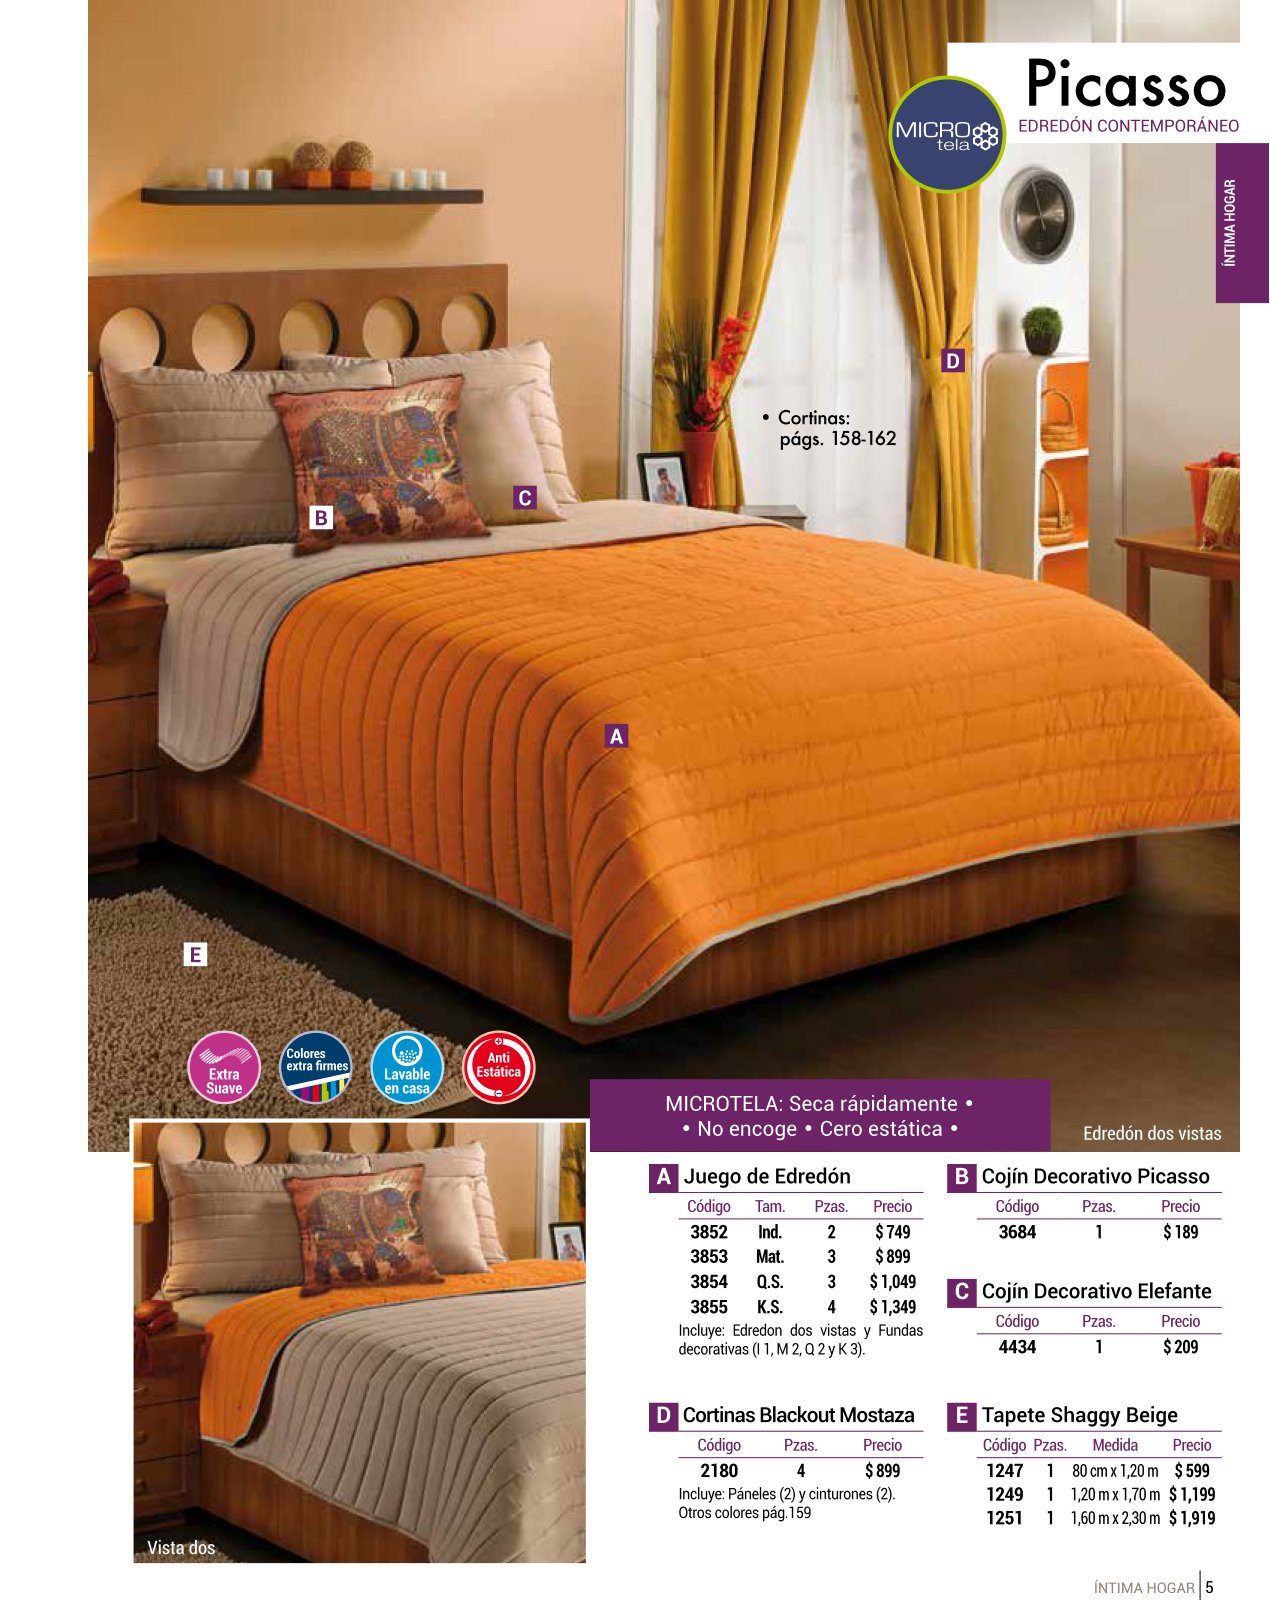 Picasso
EDREDÓN CONTEMPORÁNEO
MICRO
tela
ÍNTIMA HOGAR
D
• Cortinas:
págs. 158-162
C
B
A
E
Extra
Suave
Colores
extra firmes
Lavable
en casa
Anti
Estática
MICROTELA: Seca rápidamente •
• No encoge • Cero estática •
Edredón dos vistas
Vista dos
A Juego de Edredón
Código Tam. Pzas. Precio
3852 Ind. 2 $ 749
3853 Mat. 3 $ 899
3854 Q.S. 3 $ 1,049
3855 K.S. 4 $ 1,349
Incluye: Edredon dos vistas y Fundas
decorativas (I 1, M 2, Q 2 y K 3).
B Cojín Decorativo Picasso
Código Pzas. Precio
3684 1 $ 189
C Cojín Decorativo Elefante
Código Pzas. Precio
4434 1 $ 209
D Cortinas Blackout Mostaza
Código Pzas. Precio
2180 4 $ 899
Incluye: Páneles (2) y cinturones (2).
Otros colores pág.159
E Tapete Shaggy Beige
Código Pzas. Medida Precio
1247 1 80 cm x 1,20 m $ 599
1249 1 1,20 m x 1,70 m $ 1,199
1251 1 1,60 m x 2,30 m $ 1,919
ÍNTIMA HOGAR 5